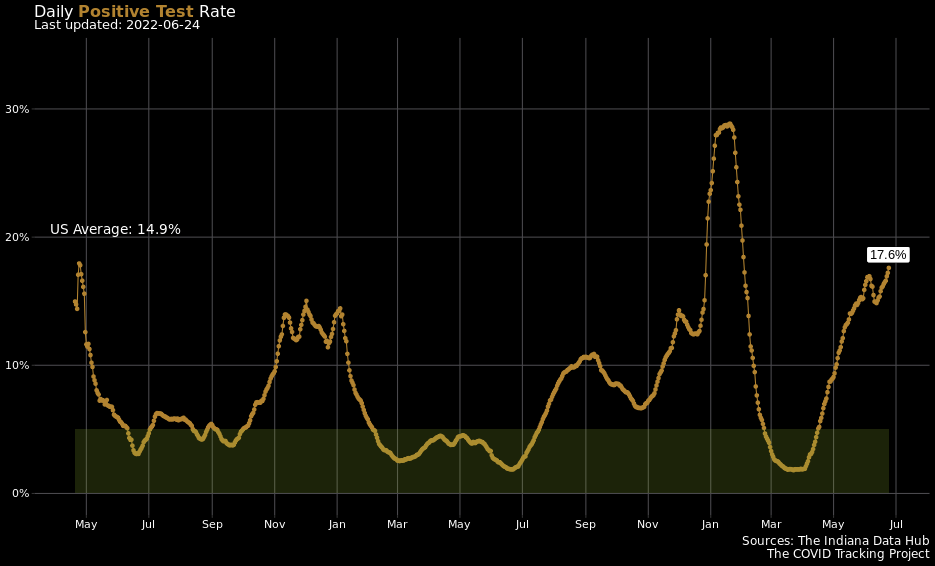 Daily Positive Test Rate
Last updated: 2022-06-24
30%
US Average: 14.9%
20%
17.6%
10%
0%
May Jul Sep Nov Jan Mar May Jul Sep Nov Jan Mar May Jul
Sources: The Indiana Data Hub
The COVID Tracking Project